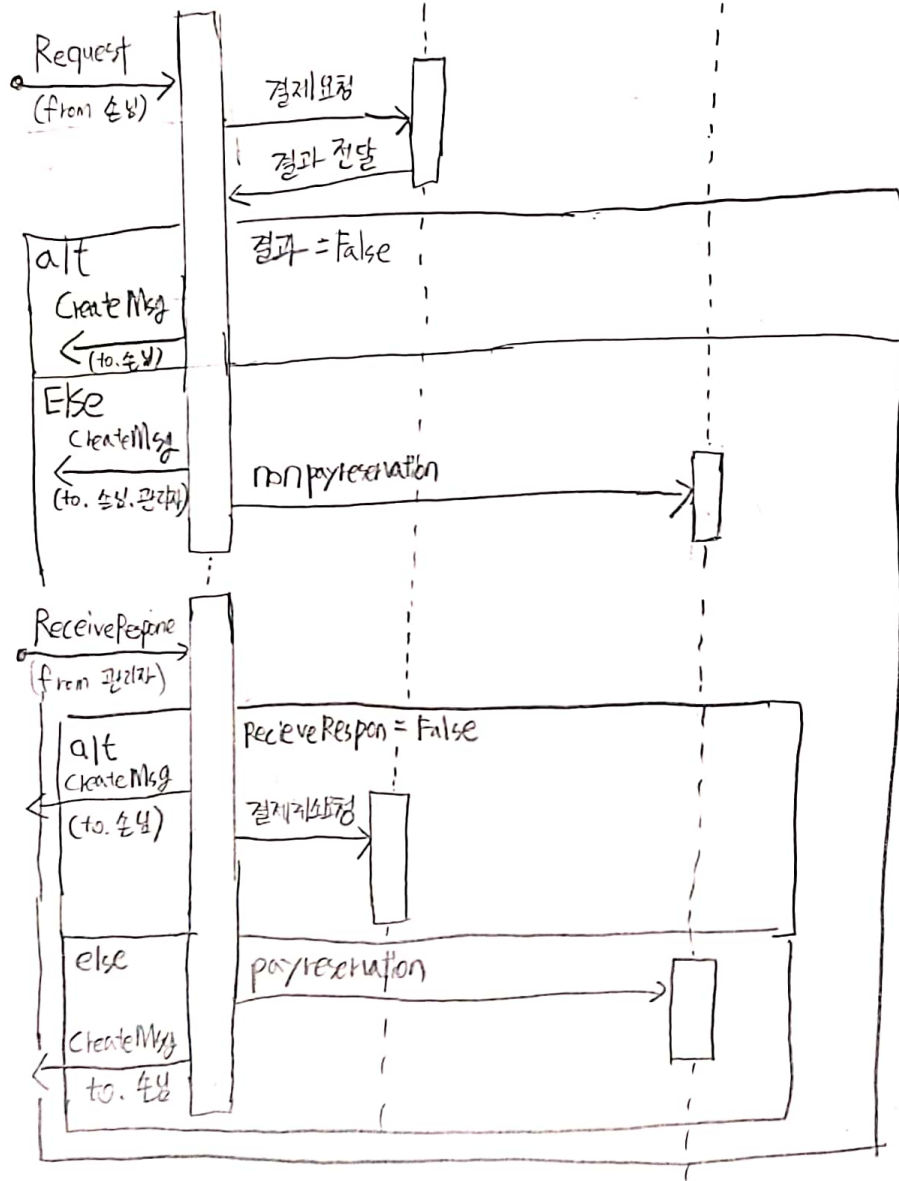 Request
(from 손님)
결제요청
결과 전달
alt
결과 = False
CreateMsg
(to. 손님)
Else
CreateMsg
(to. 손님, 관리자)
nonpayreservation
ReceiveRespone
(from 관리자)
alt
RecieveRespon = False
CreateMsg
(to. 손님)
결제취소요청
else
payreservation
CreateMsg
to. 손님